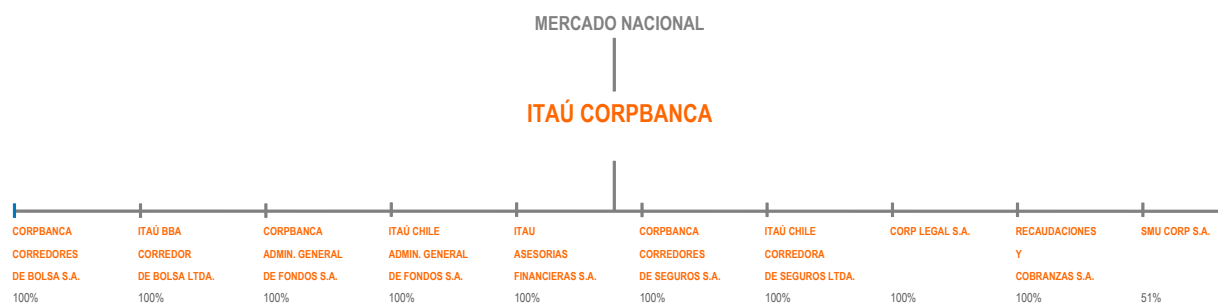 MERCADO NACIONAL
ITAÚ CORPBANCA
CORPBANCA
CORREDORES
DE BOLSA S.A.
100%
ITAÚ BBA
CORREDOR
DE BOLSA LTDA.
100%
CORPBANCA
ADMIN. GENERAL
DE FONDOS S.A.
100%
ITAÚ CHILE
ADMIN. GENERAL
DE FONDOS S.A.
100%
ITAU
ASESORIAS
FINANCIERAS S.A.
100%
CORPBANCA
CORREDORES
DE SEGUROS S.A.
100%
ITAÚ CHILE
CORREDORA
DE SEGUROS LTDA.
100%
CORP LEGAL S.A.
100%
RECAUDACIONES
Y
COBRANZAS S.A.
100%
SMU CORP S.A.
51%